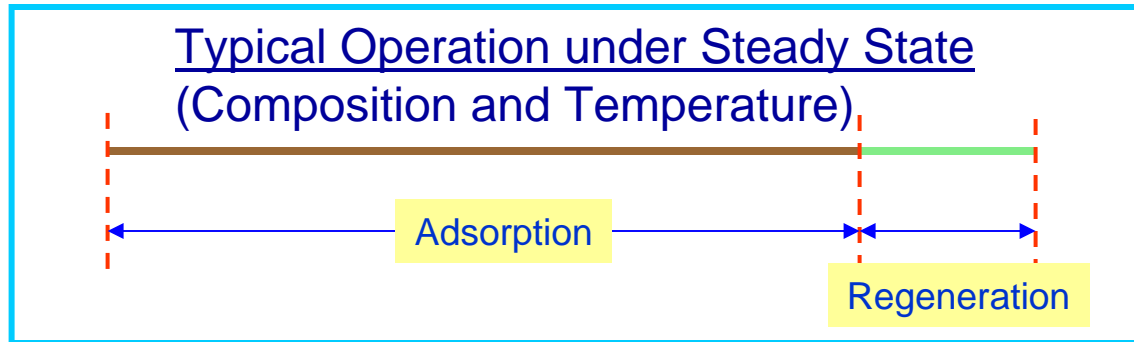 Typical Operation under Steady State
(Composition and Temperature)
Adsorption
Regeneration